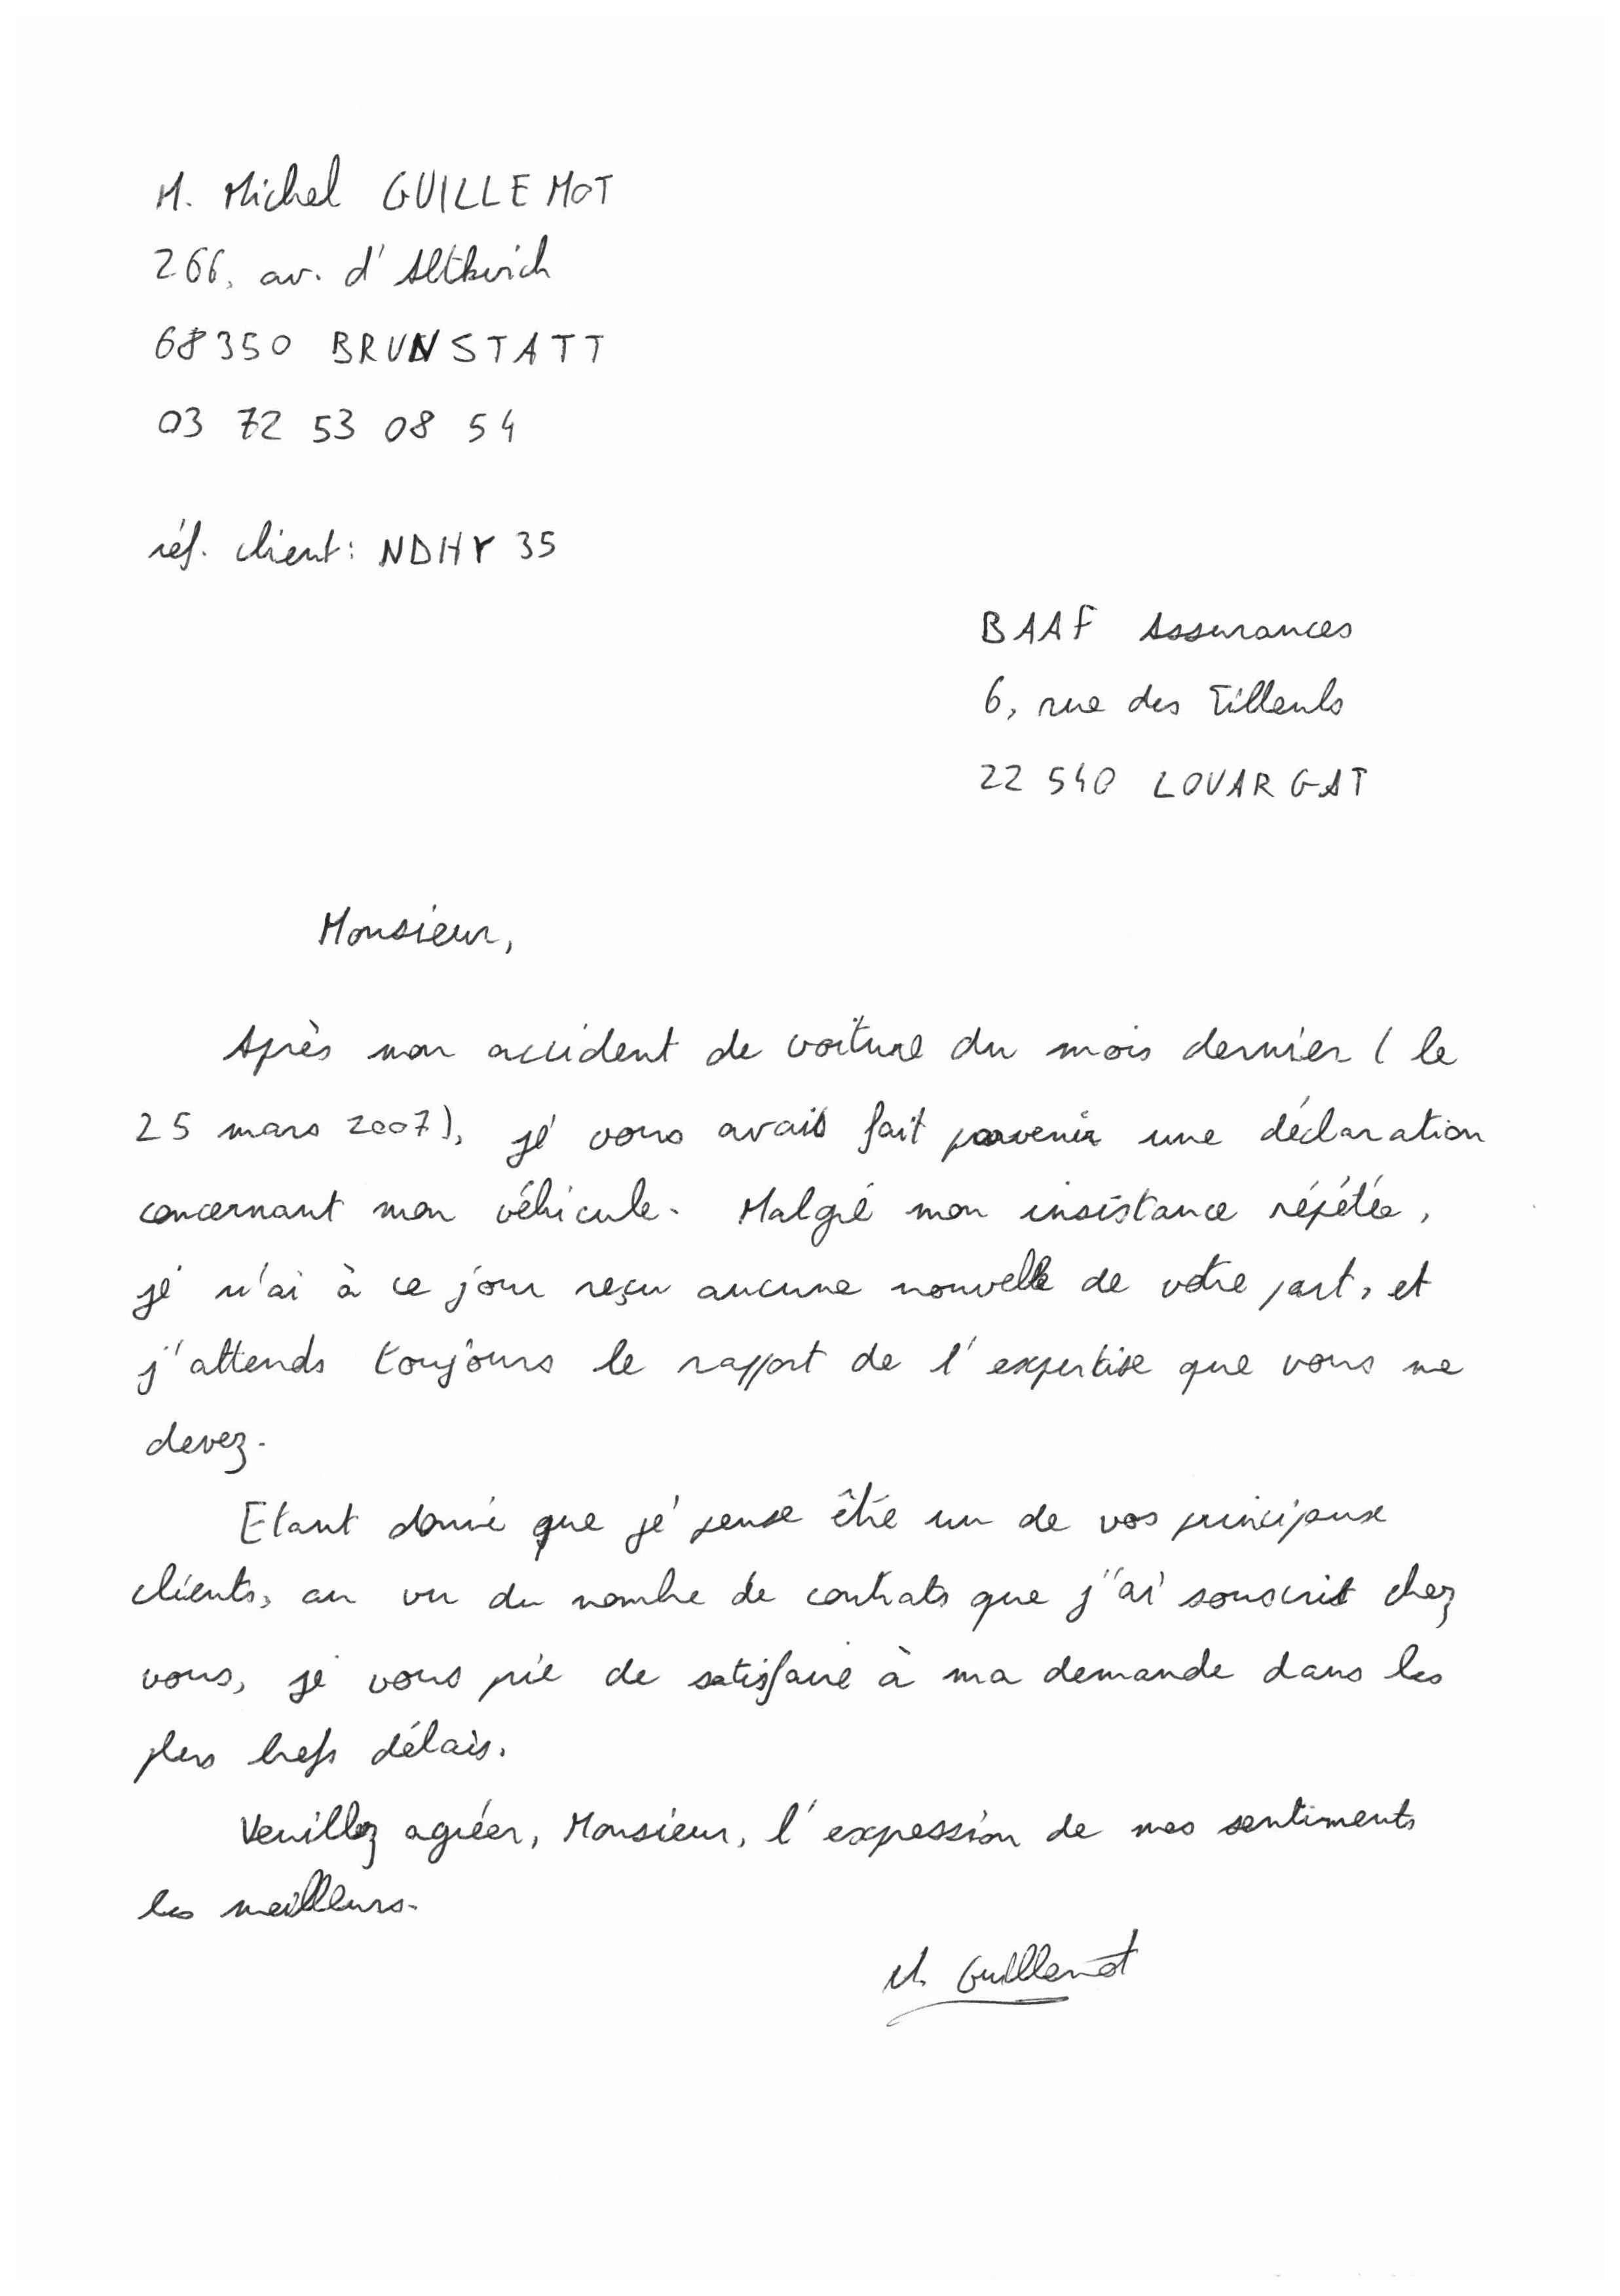 M. Michel GUILLEMOT
266, av. d'Altkirch
68350 BRUNSTATT
03 72 53 08 54
réf. client: NDHY 35
BAAF Assurances
6, rue des Tilleuls
22 540 LOUARGAT
Monsieur,
Après mon accident de voiture du mois dernier (le
25 mars 2007), je vous avais fait parvenir une déclaration
concernant mon véhicule. Malgré mon insistance répétée,
je n'ai à ce jour reçu aucune nouvelle de votre part, et
j'attends toujours le rapport de l'expertise que vous me
devez.
Etant donné que je pense être un de vos principaux
clients, au vu du nombre de contrats que j'ai souscrit chez
vous, je vous prie de satisfaire à ma demande dans les
plus brefs délais.
Veuillez agréer, Monsieur, l'expression de mes sentiments
les meilleurs.
M. Guillemot